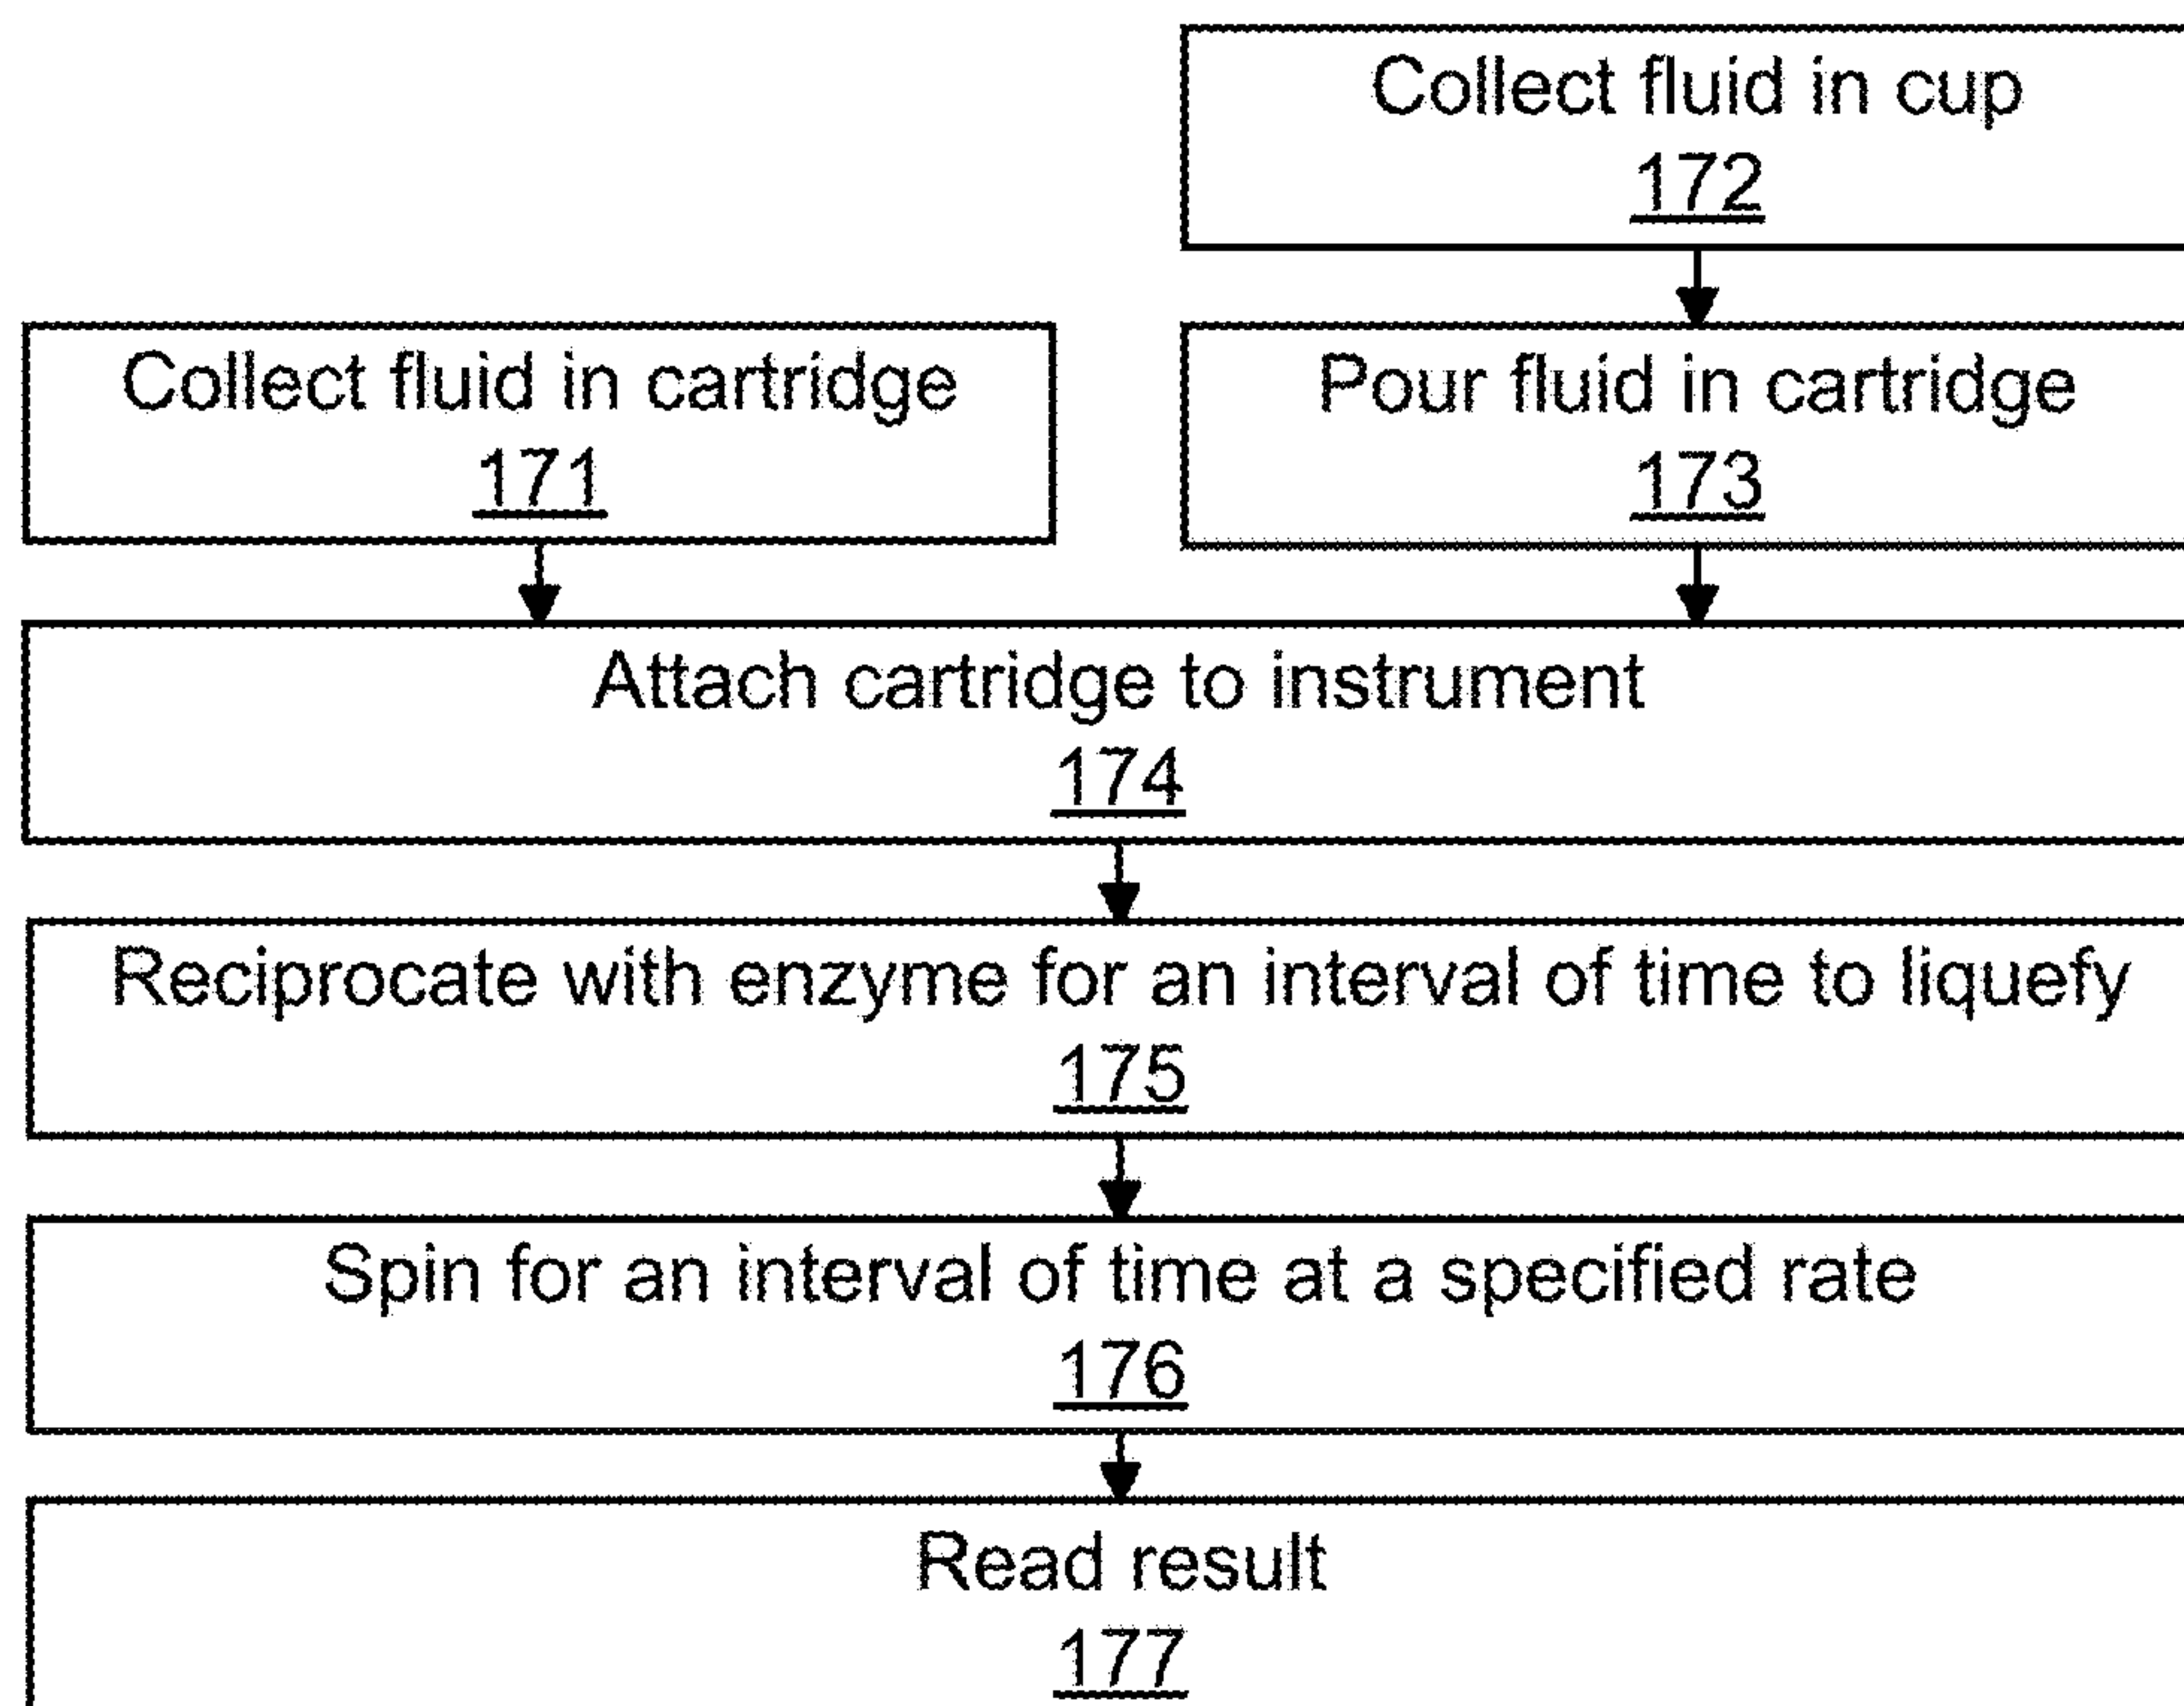 Collect fluid in cup
172
Collect fluid in cartridge
171
Pour fluid in cartridge
173
Attach cartridge to instrument
174
Reciprocate with enzyme for an interval of time to liquefy
175
Spin for an interval of time at a specified rate
176
Read result
177